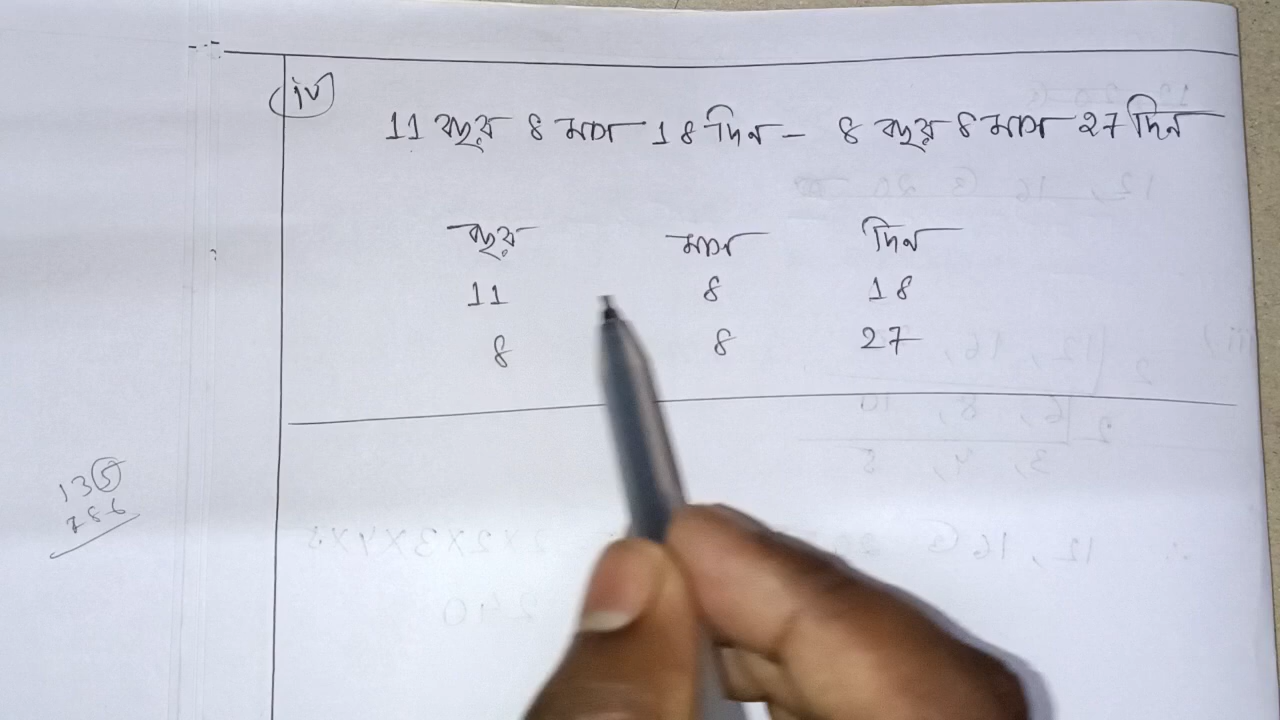 iv
11 বছর 8 মাস 18 দিন - 8 বছর 8 মাস 27 দিন
বছর মাস দিন
11 8 18
8 8 27
135
786